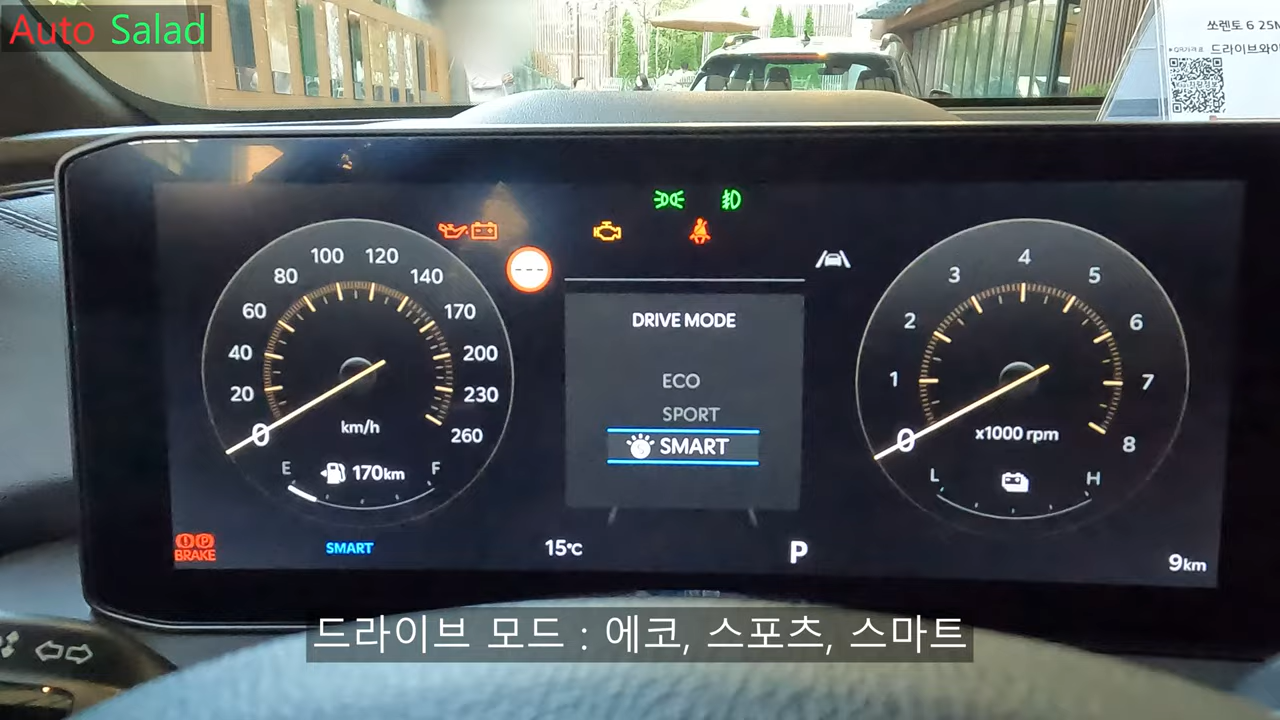 Auto Salad
쏘렌토 6 25M
드라이브와이
100 120
80 140
60 170
40 200
20 230
0 260
km/h
E 170km F
DRIVE MODE
ECO
SPORT
SMART
4
3 5
2 6
1 7
0 8
x1000 rpm
L H
BRAKE
SMART
15℃
P
9km
드라이브 모드 : 에코, 스포츠, 스마트